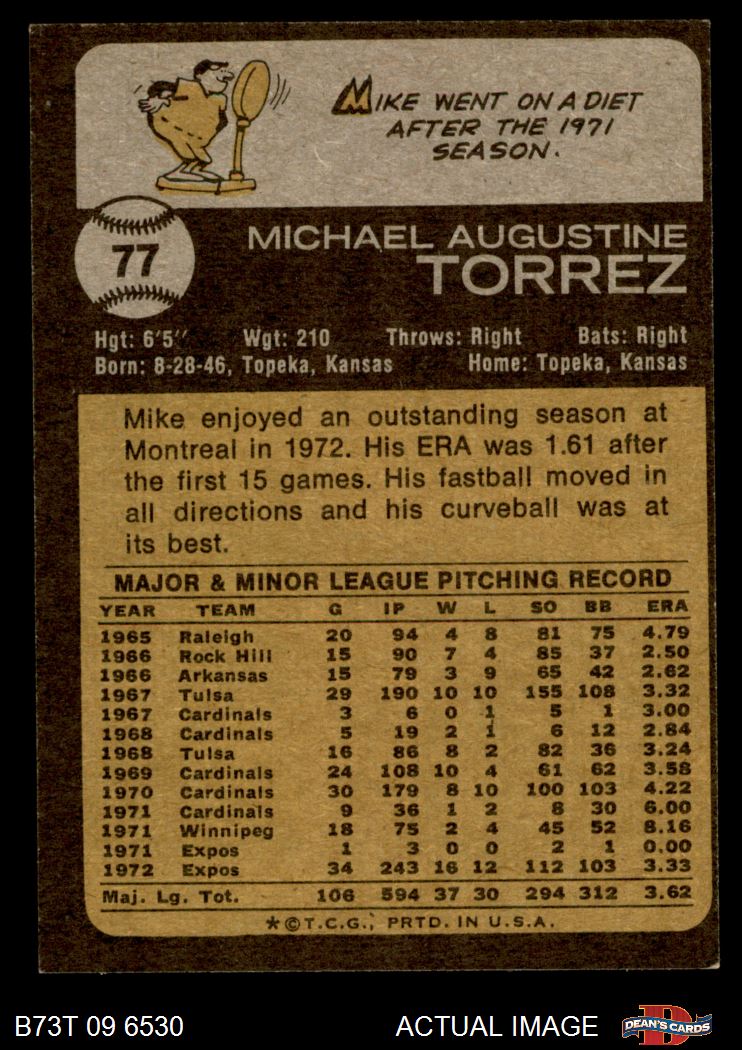 MIKE WENT ON A DIET
AFTER THE 1971
SEASON.
77
MICHAEL AUGUSTINE
TORREZ
Hgt: 6'5" Wgt: 210 Throws: Right Bats: Right
Born: 8-28-46, Topeka, Kansas Home: Topeka, Kansas
Mike enjoyed an outstanding season at
Montreal in 1972. His ERA was 1.61 after
the first 15 games. His fastball moved in
all directions and his curveball was at
its best.
MAJOR & MINOR LEAGUE PITCHING RECORD
YEAR TEAM G IP W L SO BB ERA
1965 Raleigh 20 94 4 8 81 75 4.79
1966 Rock Hill 15 90 7 4 85 37 2.50
1966 Arkansas 15 79 3 9 65 42 2.62
1967 Tulsa 29 190 10 10 155 108 3.32
1967 Cardinals 3 6 0 1 5 1 3.00
1968 Cardinals 5 19 2 1 6 12 2.84
1968 Tulsa 16 86 8 2 82 36 3.24
1969 Cardinals 24 108 10 4 61 62 3.58
1970 Cardinals 30 179 8 10 100 103 4.22
1971 Cardinals 9 36 1 2 8 30 6.00
1971 Winnipeg 18 75 2 4 45 52 8.16
1971 Expos 1 3 0 0 2 1 0.00
1972 Expos 34 243 16 12 112 103 3.33
Maj. Lg. Tot. 106 594 37 30 294 312 3.62
*©T.C.G., PRTD. IN U.S.A.
B73T 09 6530 ACTUAL IMAGE D DEAN'S CARDS